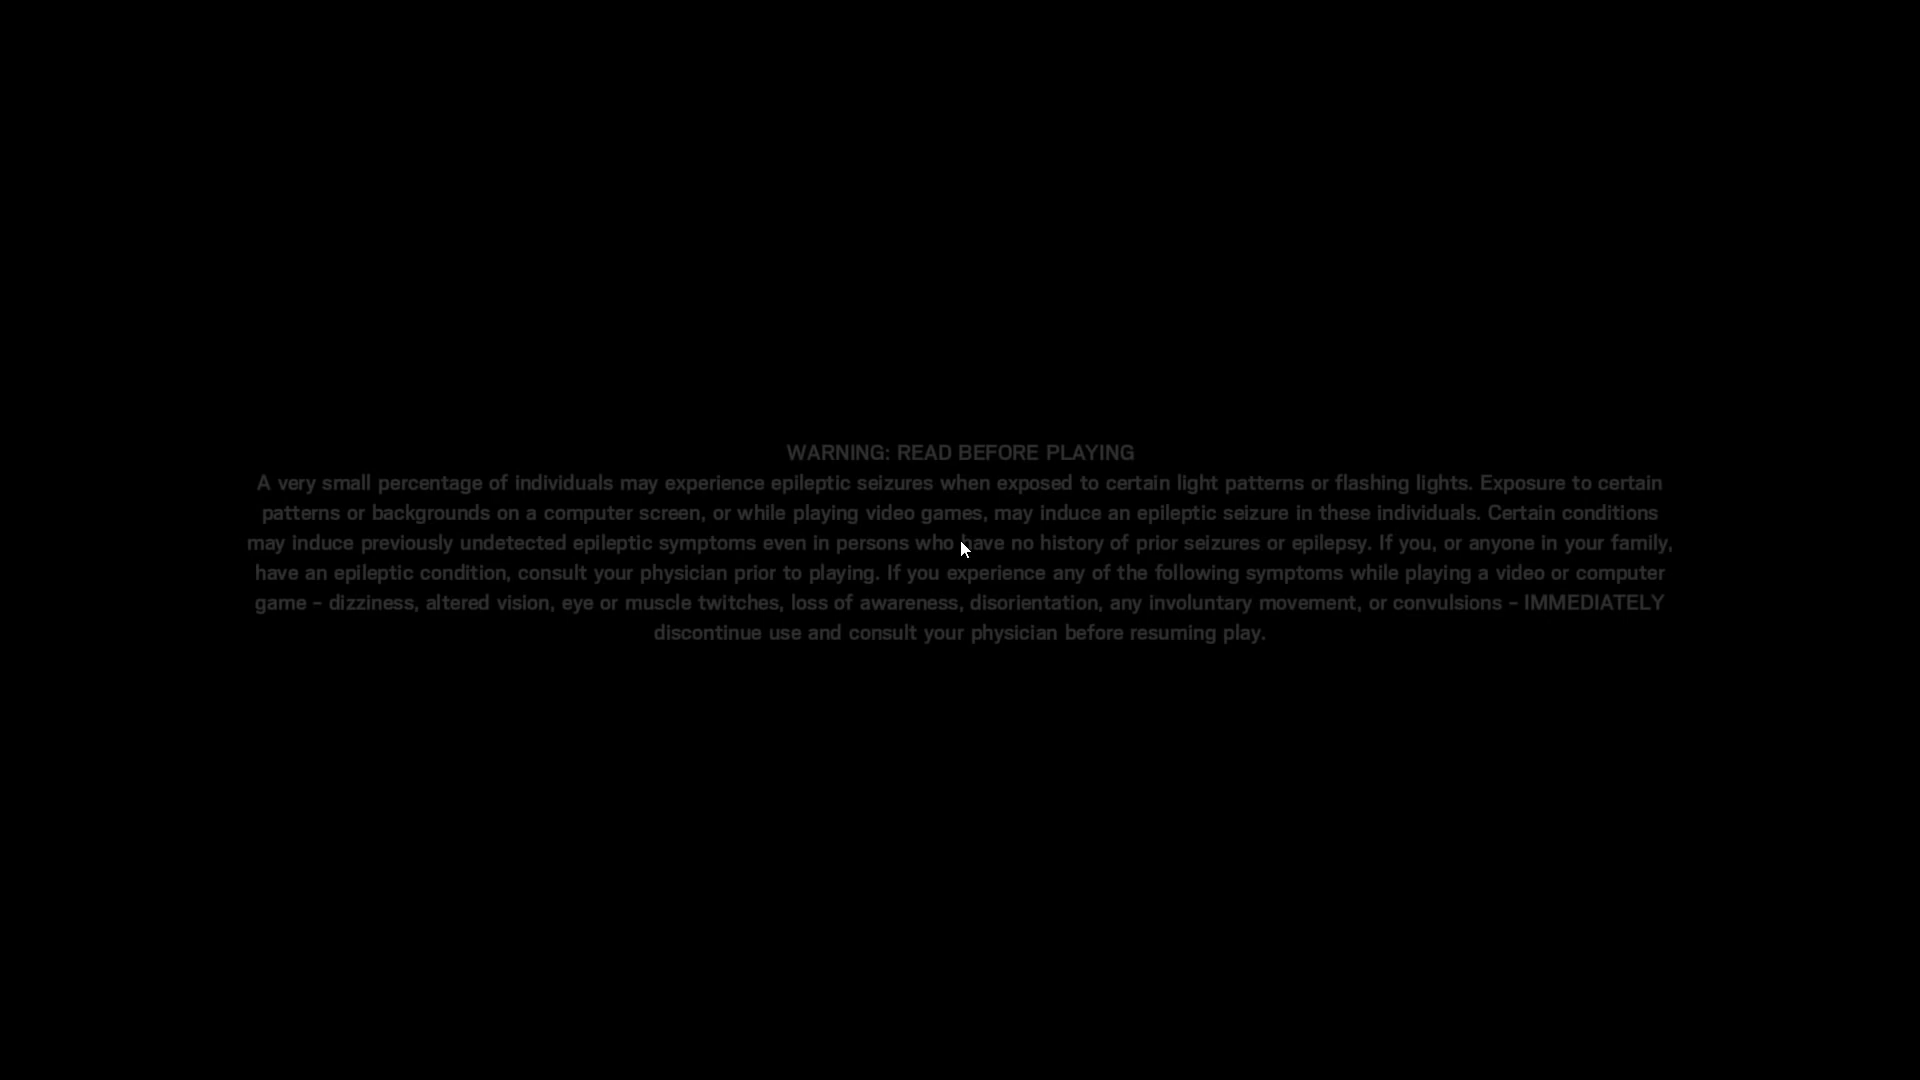 WARNING: READ BEFORE PLAYING
A very small percentage of individuals may experience epileptic seizures when exposed to certain light patterns or flashing lights. Exposure to certain
patterns or backgrounds on a computer screen, or while playing video games, may induce an epileptic seizure in these individuals. Certain conditions
may induce previously undetected epileptic symptoms even in persons who have no history of prior seizures or epilepsy. If you, or anyone in your family,
have an epileptic condition, consult your physician prior to playing. If you experience any of the following symptoms while playing a video or computer
game - dizziness, altered vision, eye or muscle twitches, loss of awareness, disorientation, any involuntary movement, or convulsions - IMMEDIATELY
discontinue use and consult your physician before resuming play.